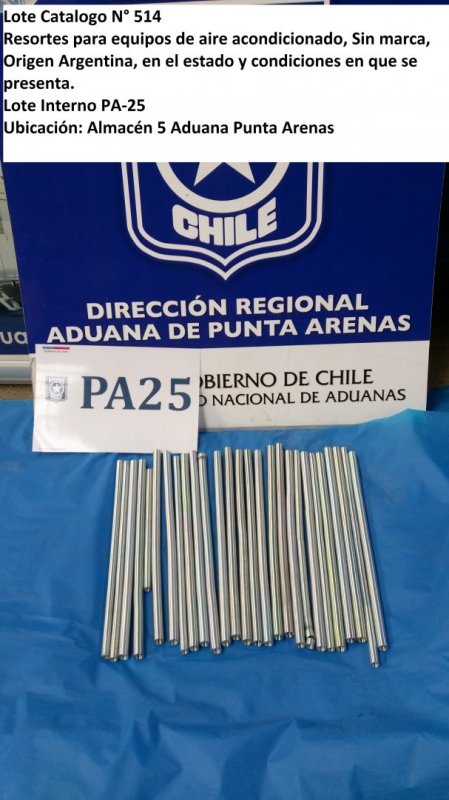 Lote Catalogo N° 514
Resortes para equipos de aire acondicionado, Sin marca,
Origen Argentina, en el estado y condiciones en que se
presenta.
Lote Interno PA-25
Ubicación: Almacén 5 Aduana Punta Arenas
CHILE
DIRECCIÓN REGIONAL
ADUANA DE PUNTA ARENAS
PA25
OBIERNO DE CHILE
O NACIONAL DE ADUANAS
ua